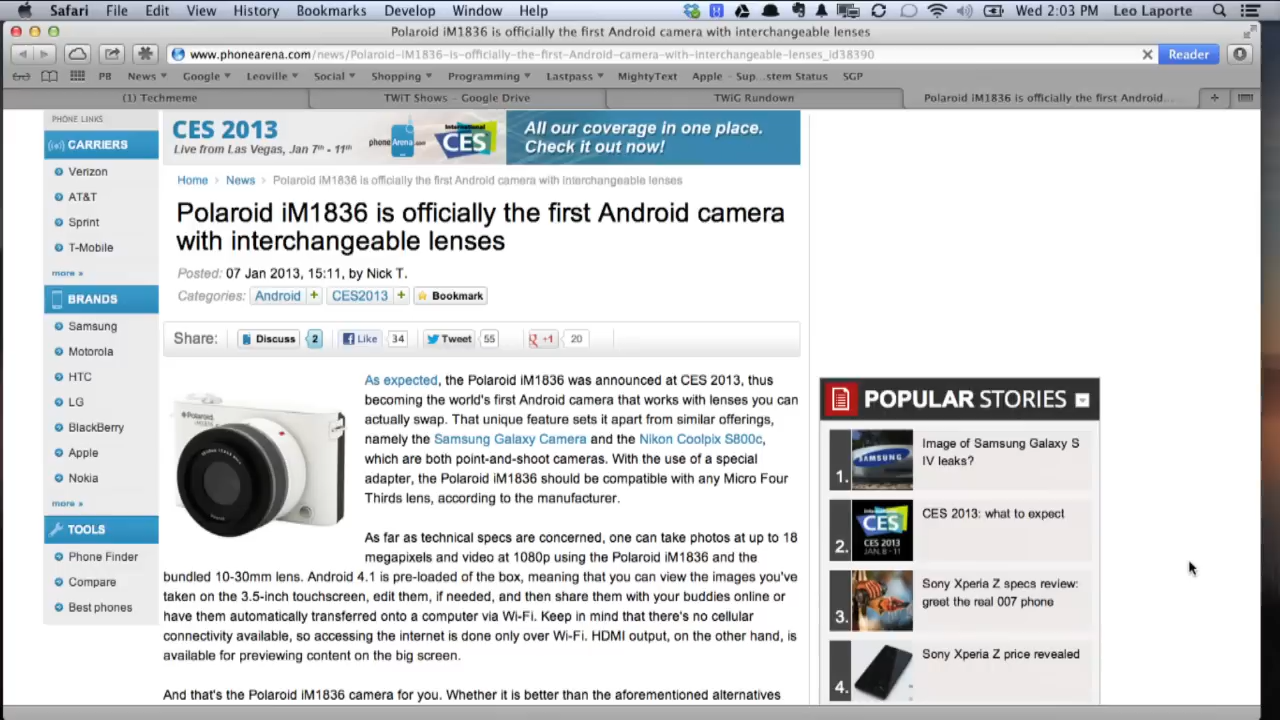 Safari File Edit View History Bookmarks Develop Window Help Wed 2:03 PM Leo Laporte
Polaroid iM1836 is officially the first Android camera with interchangeable lenses
www.phonearena.com/news/Polaroid-iM1836-is-officially-the-first-Android-camera-with-interchangeable-lenses_id38390 Reader
PB News Google Leoville Social Shopping Programming Lastpass MightyText Apple - Sup...stem Status SGP
(1) Techmeme TWiT Shows - Google Drive TWiG Rundown Polaroid iM1836 is officially the first Android...
PHONE LINKS
CARRIERS
Verizon
AT&T
Sprint
T-Mobile
more »
BRANDS
Samsung
Motorola
HTC
LG
BlackBerry
Apple
Nokia
more »
TOOLS
Phone Finder
Compare
Best phones
CES 2013
Live from Las Vegas, Jan 7th - 11th
phoneArena.com
International CES
All our coverage in one place.
Check it out now!
Home › News › Polaroid iM1836 is officially the first Android camera with interchangeable lenses
Polaroid iM1836 is officially the first Android camera
with interchangeable lenses
Posted: 07 Jan 2013, 15:11, by Nick T.
Categories: Android + CES2013 + Bookmark
Share: Discuss 2 Like 34 Tweet 55 +1 20
Polaroid
As expected, the Polaroid iM1836 was announced at CES 2013, thus
becoming the world's first Android camera that works with lenses you can
actually swap. That unique feature sets it apart from similar offerings,
namely the Samsung Galaxy Camera and the Nikon Coolpix S800c,
which are both point-and-shoot cameras. With the use of a special
adapter, the Polaroid iM1836 should be compatible with any Micro Four
Thirds lens, according to the manufacturer.
As far as technical specs are concerned, one can take photos at up to 18
megapixels and video at 1080p using the Polaroid iM1836 and the
bundled 10-30mm lens. Android 4.1 is pre-loaded of the box, meaning that you can view the images you've
taken on the 3.5-inch touchscreen, edit them, if needed, and then share them with your buddies online or
have them automatically transferred onto a computer via Wi-Fi. Keep in mind that there's no cellular
connectivity available, so accessing the internet is done only over Wi-Fi. HDMI output, on the other hand, is
available for previewing content on the big screen.
And that's the Polaroid iM1836 camera for you. Whether it is better than the aforementioned alternatives
POPULAR STORIES
1. SAMSUNG
Image of Samsung Galaxy S
IV leaks?
2. CES
CES 2013
JAN. 8-11
CES 2013: what to expect
3.
Sony Xperia Z specs review:
greet the real 007 phone
4.
Sony Xperia Z price revealed